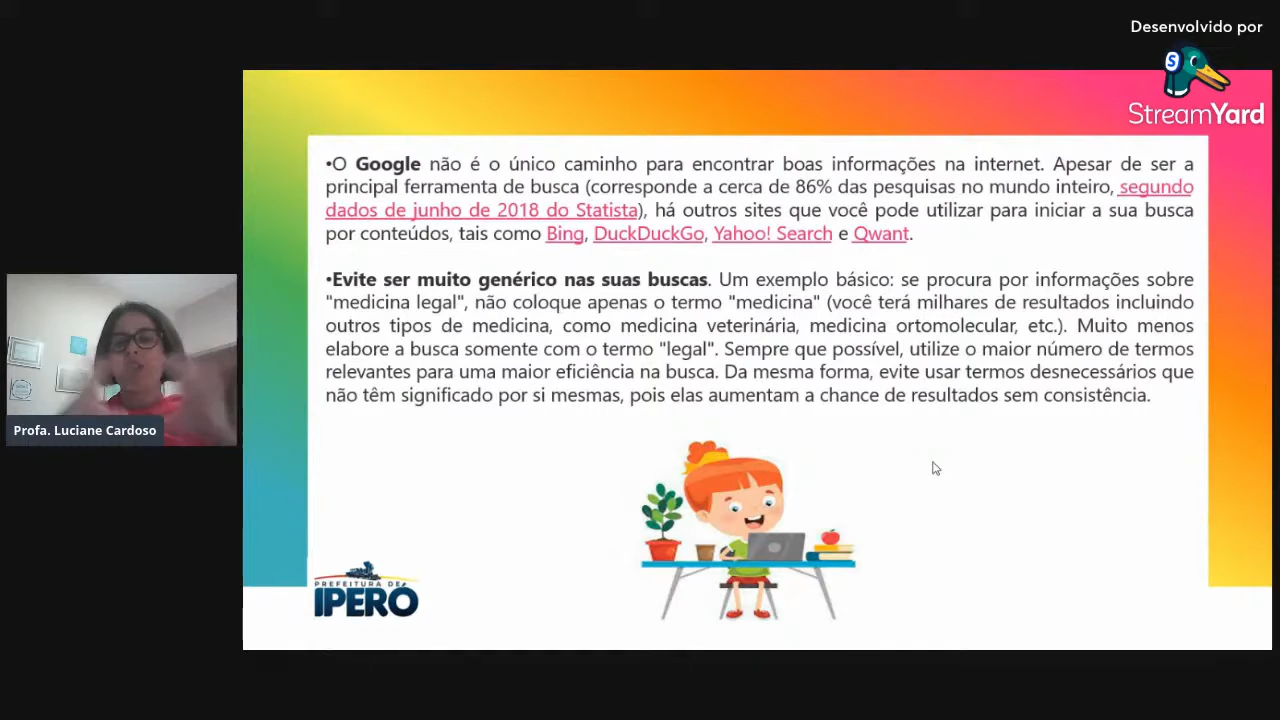 Desenvolvido por
StreamYard
•O Google não é o único caminho para encontrar boas informações na internet. Apesar de ser a
principal ferramenta de busca (corresponde a cerca de 86% das pesquisas no mundo inteiro, segundo
dados de junho de 2018 do Statista), há outros sites que você pode utilizar para iniciar a sua busca
por conteúdos, tais como Bing, DuckDuckGo, Yahoo! Search e Qwant.
•Evite ser muito genérico nas suas buscas. Um exemplo básico: se procura por informações sobre
"medicina legal", não coloque apenas o termo "medicina" (você terá milhares de resultados incluindo
outros tipos de medicina, como medicina veterinária, medicina ortomolecular, etc.). Muito menos
elabore a busca somente com o termo "legal". Sempre que possível, utilize o maior número de termos
relevantes para uma maior eficiência na busca. Da mesma forma, evite usar termos desnecessários que
não têm significado por si mesmas, pois elas aumentam a chance de resultados sem consistência.
Profa. Luciane Cardoso
PREFEITURA DE
IPERÓ